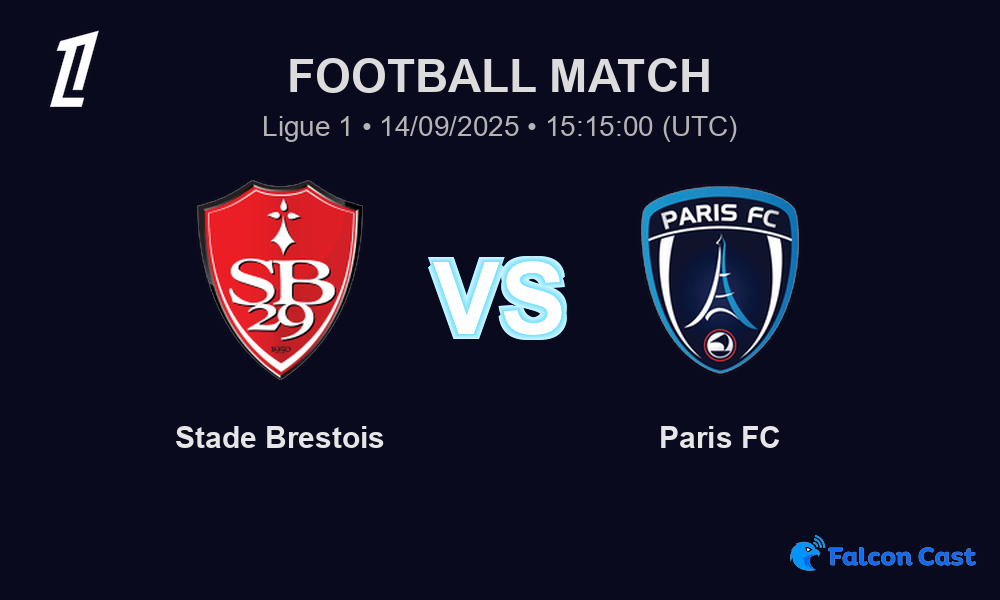 FOOTBALL MATCH
Ligue 1 • 14/09/2025 • 15:15:00 (UTC)
SB
29
1950
PARIS FC
VS
Stade Brestois
Paris FC
Falcon Cast